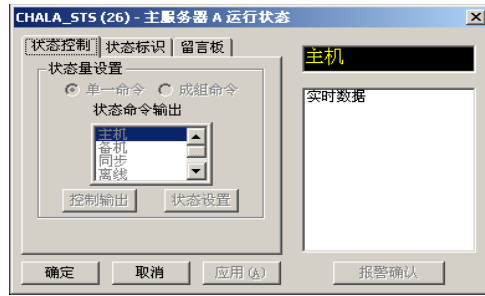 CHALA_STS (26) - 主服务器 A 运行状态
状态控制 状态标识 留言板
状态量设置
单一命令 成组命令
状态命令输出
主机
备机
同步
离线
控制输出 状态设置
确定 取消 应用(A)
主机
实时数据
报警确认